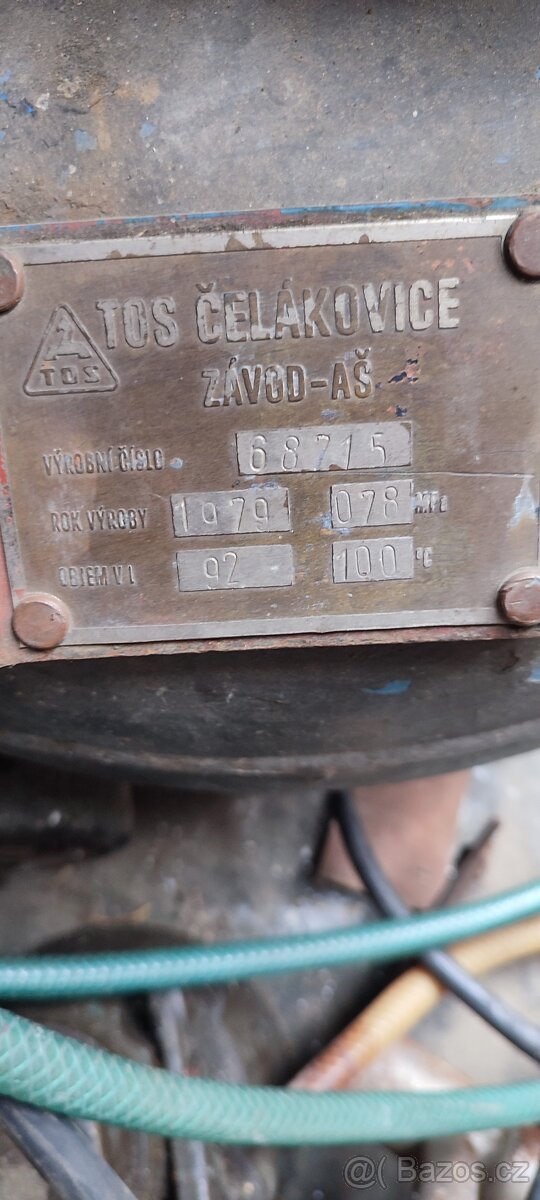 TOS ČELÁKOVICE
TOS
ZÁVOD-AŠ
VÝROBNÍ ČÍSLO 68715
ROK VÝROBY 1979 078 MPa
OBJEM V L 92 100 °C
Bazos.cz